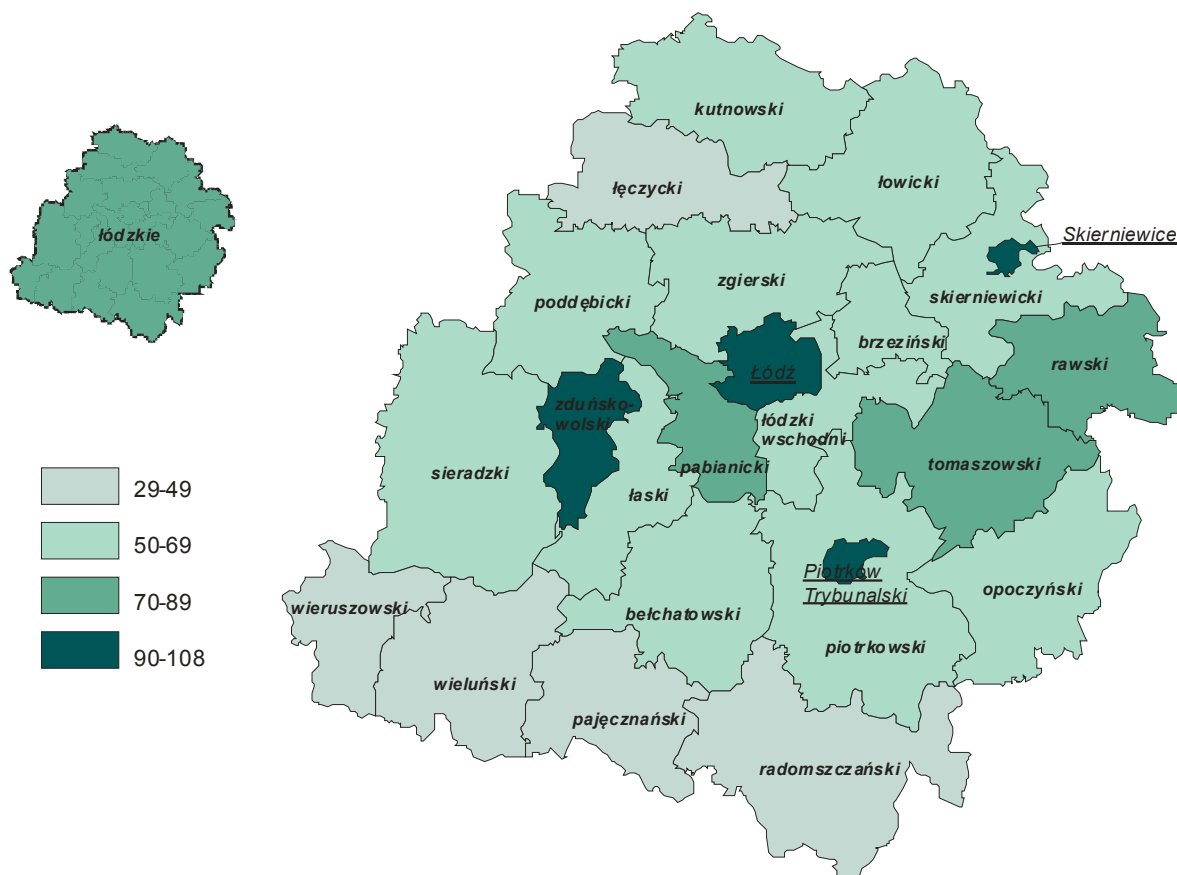 kutnowski
łęczycki
łowicki
łódzkie
Skierniewice
zgierski
poddębicki
skierniewicki
brzeziński
rawski
Łódź
zduńsko-
wolski
łódzki
wschodni
sieradzki
pabianicki
tomaszowski
łaski
29-49
50-69
70-89
90-108
Piotrków
Trybunalski
opoczyński
wieruszowski
bełchatowski
piotrkowski
wieluński
pajęcznański
radomszczański